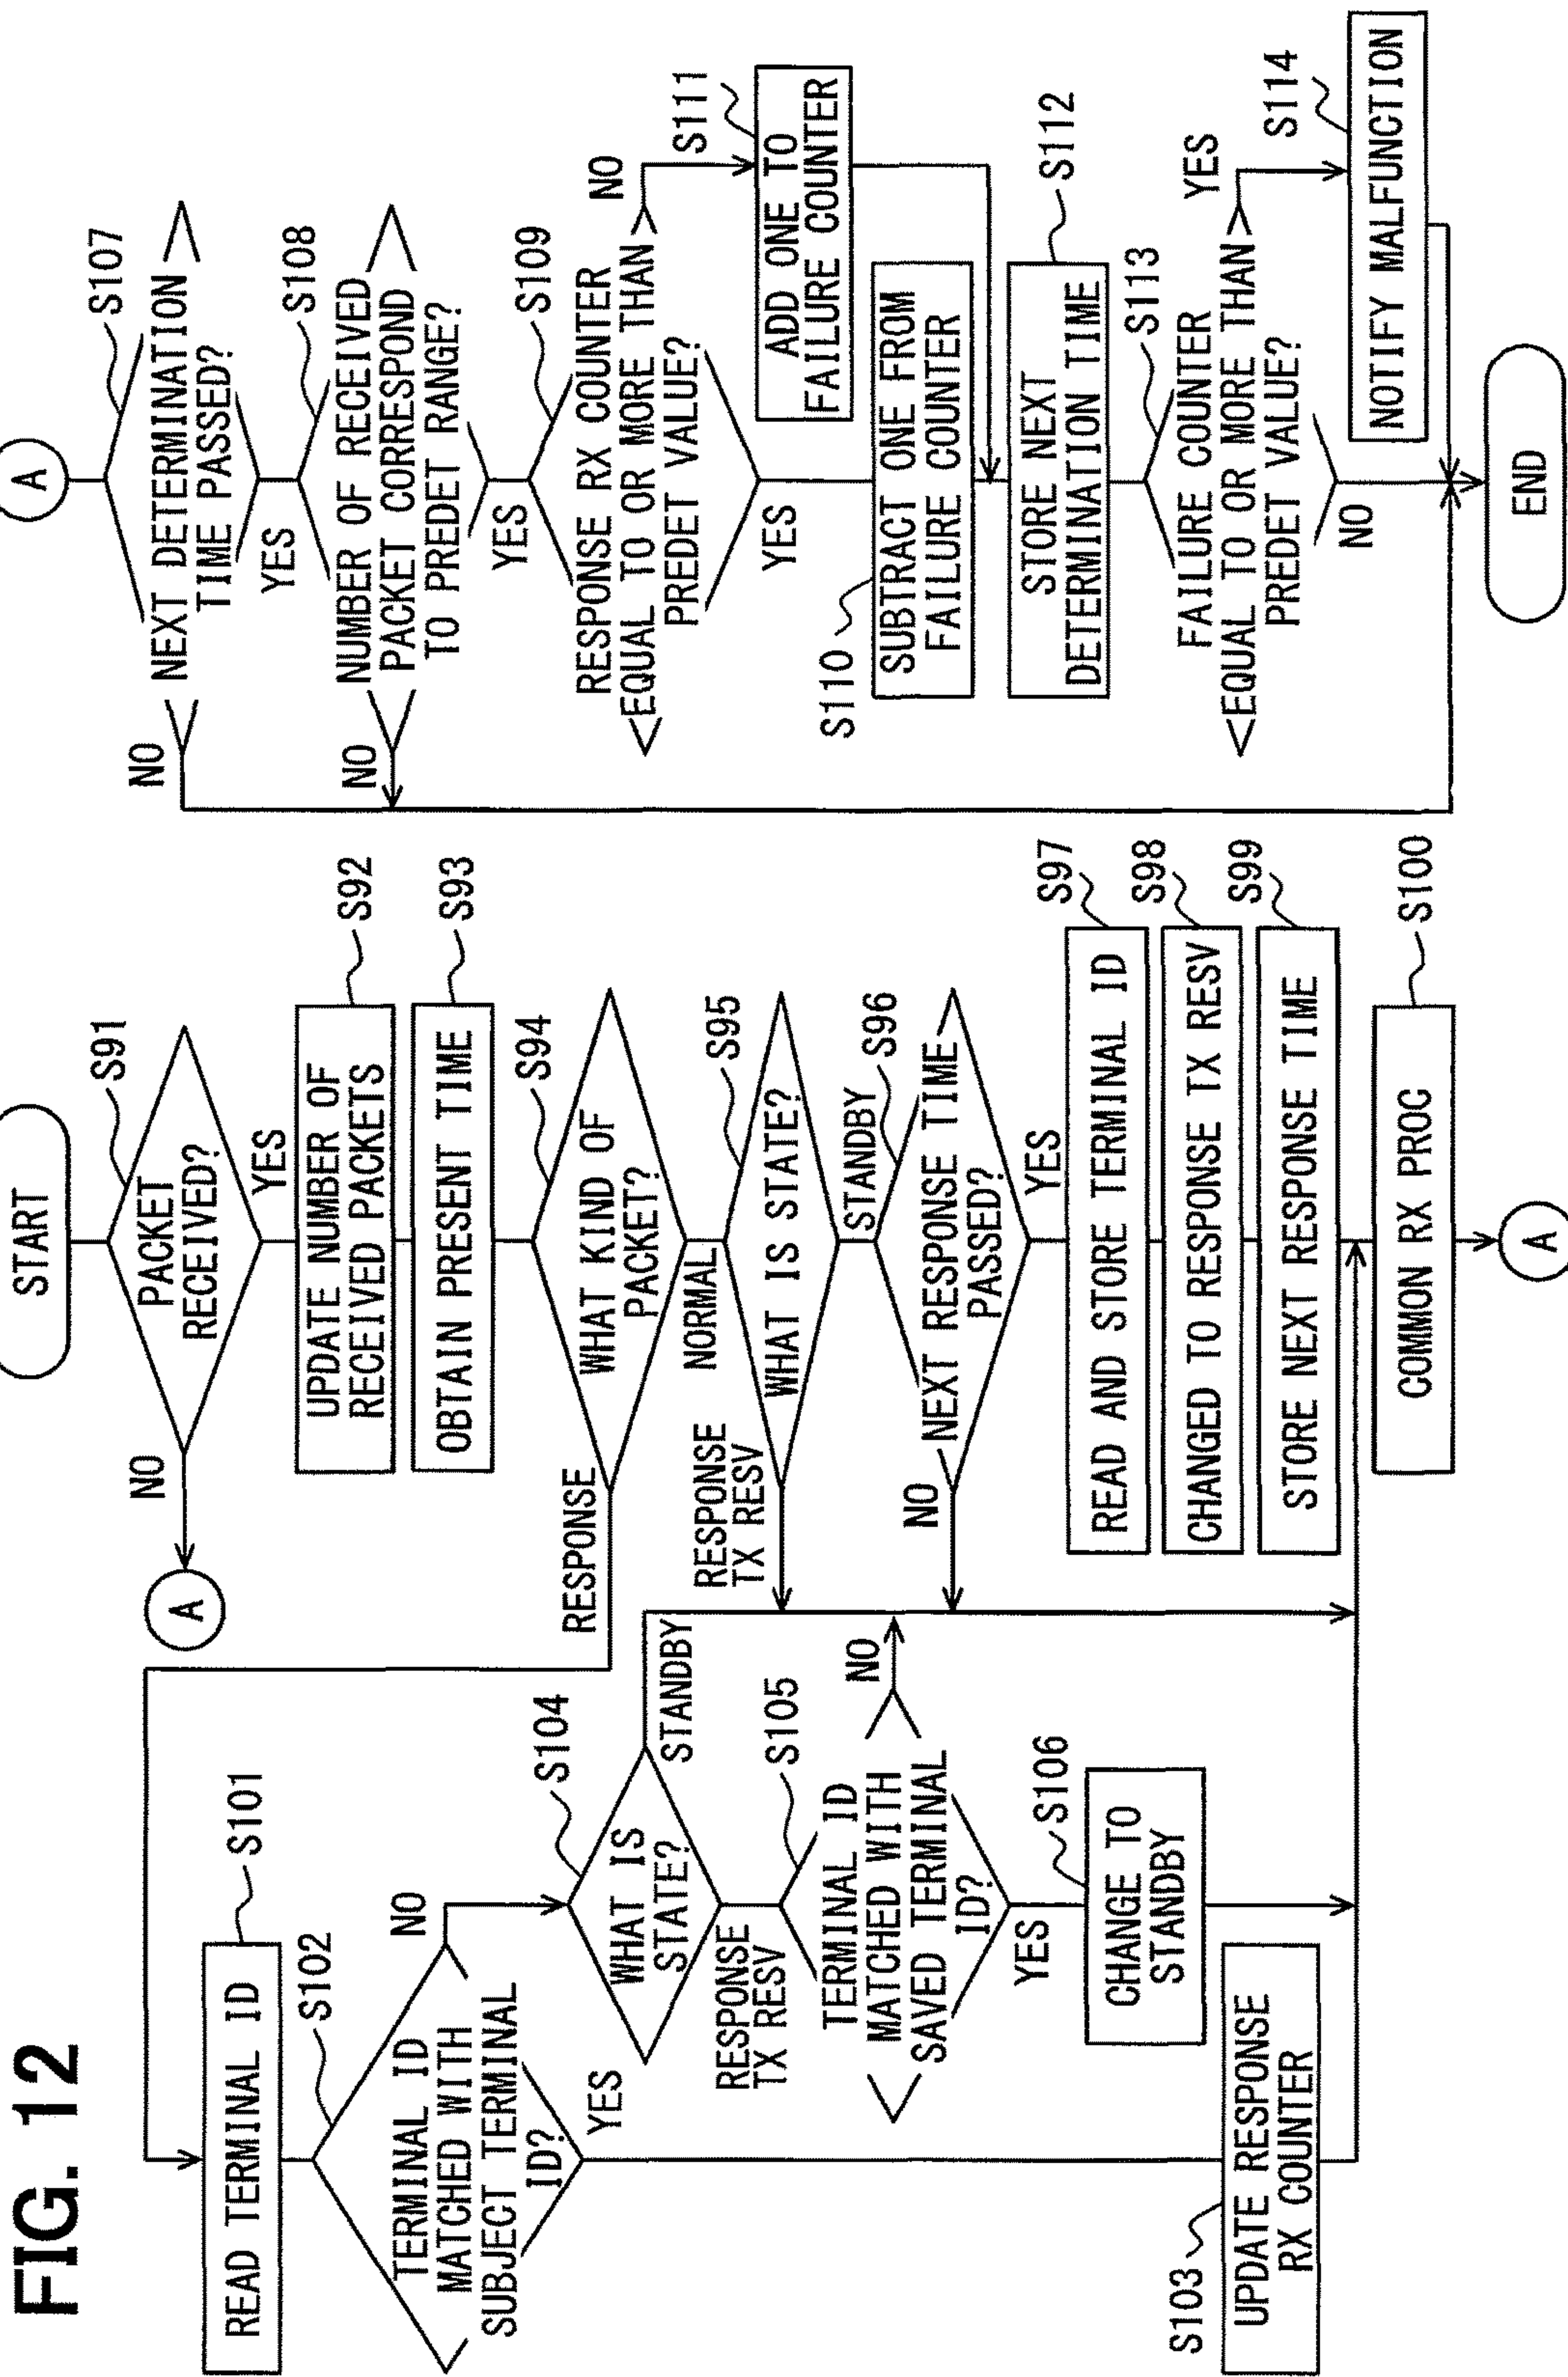 FIG. 12
START
S91
PACKET
RECEIVED?
NO
A
YES
S92
UPDATE NUMBER OF
RECEIVED PACKETS
S93
OBTAIN PRESENT TIME
S94
WHAT KIND OF
PACKET?
RESPONSE
NORMAL
S95
WHAT IS STATE?
RESPONSE
TX RESV
STANDBY
S96
NEXT RESPONSE TIME
PASSED?
NO
YES
S97
READ AND STORE TERMINAL ID
S98
CHANGED TO RESPONSE TX RESV
S99
STORE NEXT RESPONSE TIME
S100
COMMON RX PROC
A
S101
READ TERMINAL ID
S102
TERMINAL ID
MATCHED WITH
SUBJECT TERMINAL
ID?
NO
YES
S103
UPDATE RESPONSE
RX COUNTER
S104
WHAT IS
STATE?
STANDBY
RESPONSE
TX RESV
S105
TERMINAL ID
MATCHED WITH
SAVED TERMINAL
ID?
NO
YES
S106
CHANGE TO
STANDBY
A
S107
NEXT DETERMINATION
TIME PASSED?
NO
YES
S108
NUMBER OF RECEIVED
PACKET CORRESPOND
TO PREDET RANGE?
NO
YES
S109
RESPONSE RX COUNTER
EQUAL TO OR MORE THAN
PREDET VALUE?
NO
YES
S110
SUBTRACT ONE FROM
FAILURE COUNTER
S111
ADD ONE TO
FAILURE COUNTER
S112
STORE NEXT
DETERMINATION TIME
S113
FAILURE COUNTER
EQUAL TO OR MORE THAN
PREDET VALUE?
YES
NO
S114
NOTIFY MALFUNCTION
END